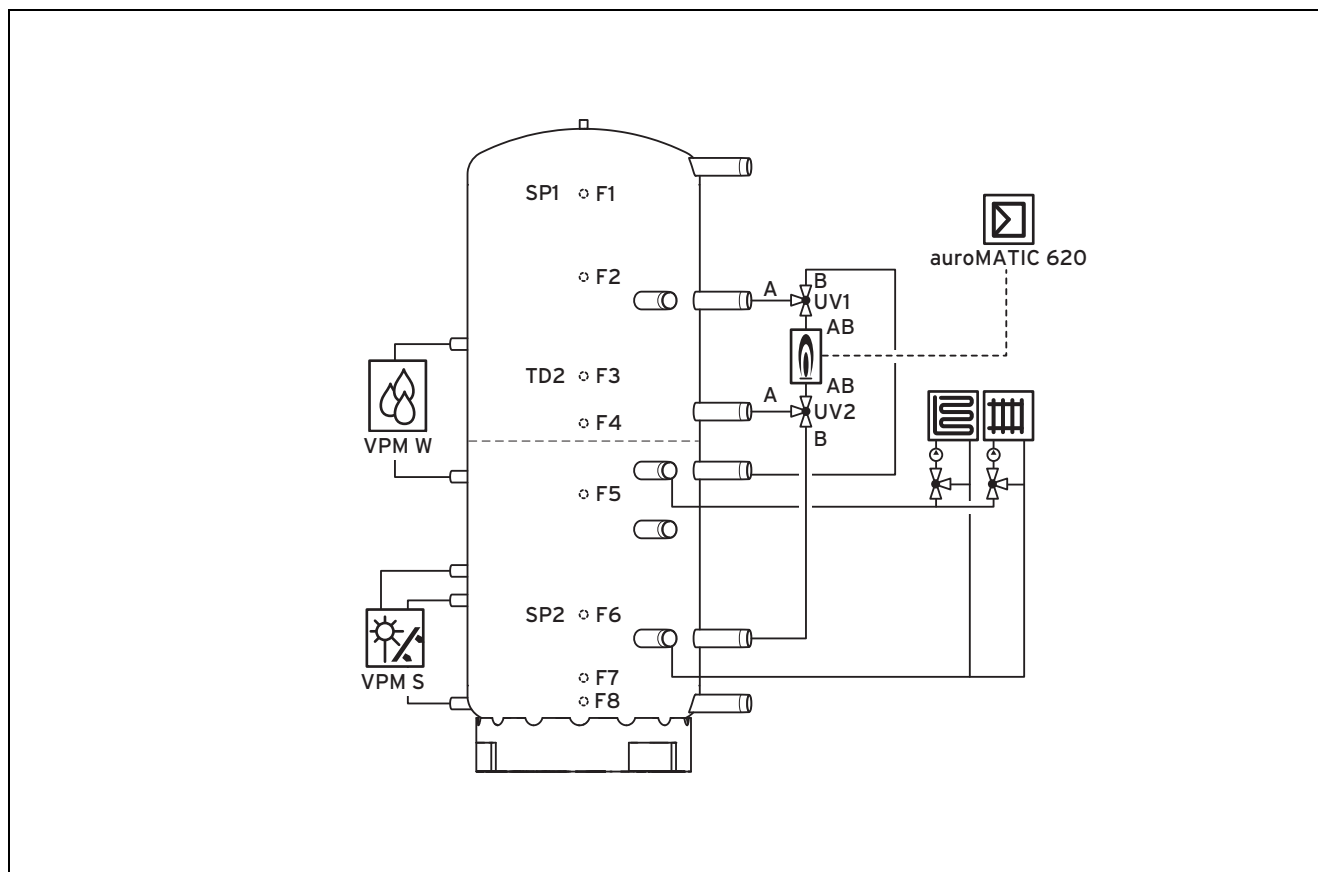 SP1 F1
auroMATIC 620
F2
A
B
UV1
AB
TD2 F3
AB
A
UV2
F4
B
VPM W
F5
SP2 F6
F7
VPM S
F8